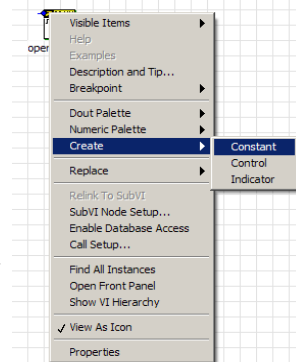 open
Visible Items
Help
Examples
Description and Tip...
Breakpoint
Dout Palette
Numeric Palette
Create
Replace
Relink To SubVI
SubVI Node Setup...
Enable Database Access
Call Setup...
Find All Instances
Open Front Panel
Show VI Hierarchy
View As Icon
Properties
Constant
Control
Indicator